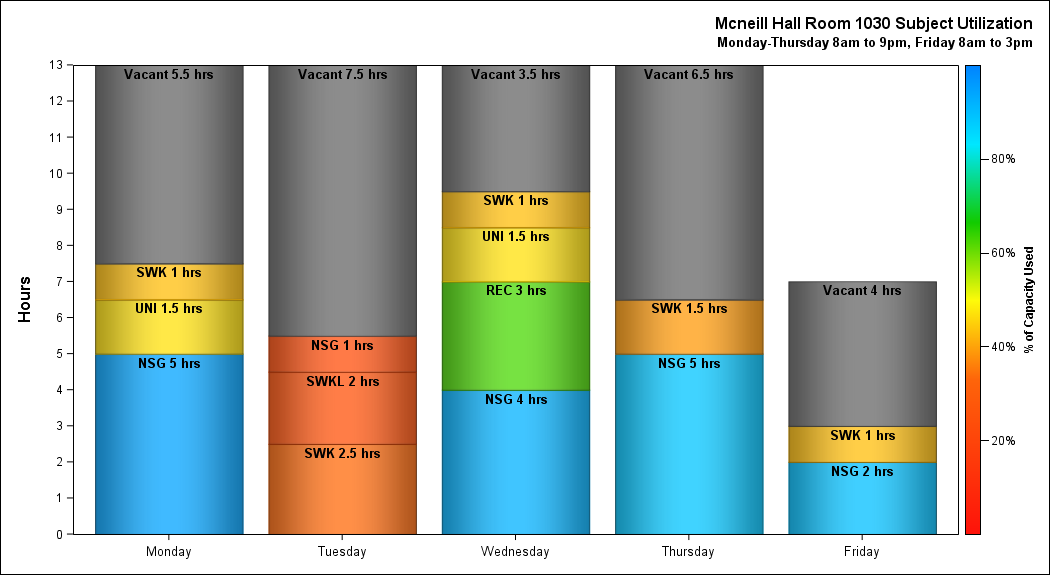 Mcneill Hall Room 1030 Subject Utilization
Monday-Thursday 8am to 9pm, Friday 8am to 3pm
Hours
13
12
11
10
9
8
7
6
5
4
3
2
1
0
Vacant 5.5 hrs
SWK 1 hrs
UNI 1.5 hrs
NSG 5 hrs
Vacant 7.5 hrs
NSG 1 hrs
SWKL 2 hrs
SWK 2.5 hrs
Vacant 3.5 hrs
SWK 1 hrs
UNI 1.5 hrs
REC 3 hrs
NSG 4 hrs
Vacant 6.5 hrs
SWK 1.5 hrs
NSG 5 hrs
Vacant 4 hrs
SWK 1 hrs
NSG 2 hrs
Monday
Tuesday
Wednesday
Thursday
Friday
80%
60%
40%
20%
% of Capacity Used